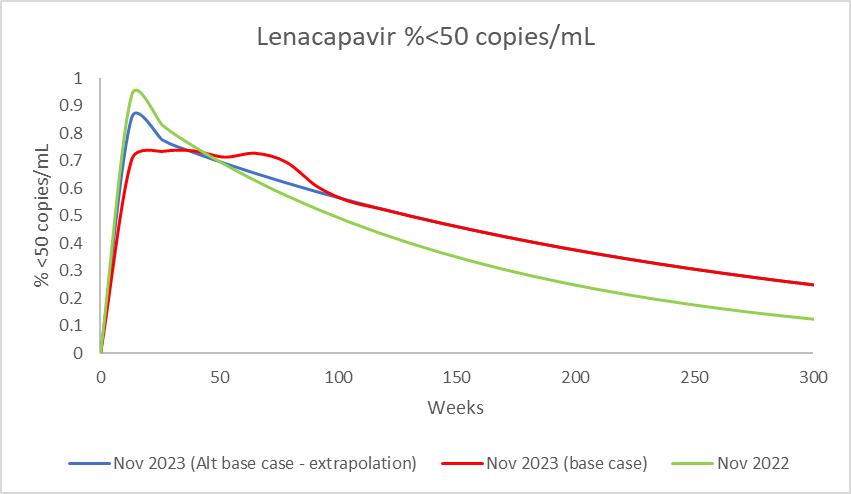 Lenacapavir %<50 copies/mL
% <50 copies/mL
1
0.9
0.8
0.7
0.6
0.5
0.4
0.3
0.2
0.1
0
0 50 100 150 200 250 300
Weeks
Nov 2023 (Alt base case - extrapolation) Nov 2023 (base case) Nov 2022